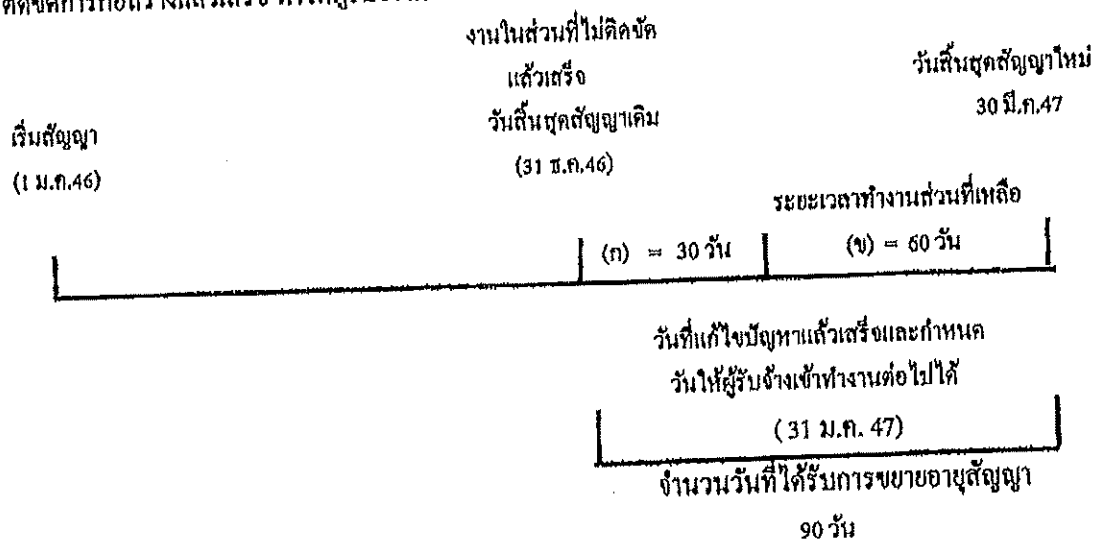 งานในส่วนที่ไม่ติดขัด
แล้วเสร็จ
วันสิ้นสุดสัญญาเดิม
(31 ธ.ค.46)
วันสิ้นสุดสัญญาใหม่
30 มี.ค.47
เริ่มสัญญา
(1 ม.ค.46)
ระยะเวลาทำงานส่วนที่เหลือ
(ก) = 30 วัน
(ข) = 60 วัน
วันที่แก้ไขปัญหาแล้วเสร็จและกำหนด
วันให้ผู้รับจ้างเข้าทำงานต่อไปได้
(31 ม.ค. 47)
จำนวนวันที่ได้รับการขยายอายุสัญญา
90 วัน